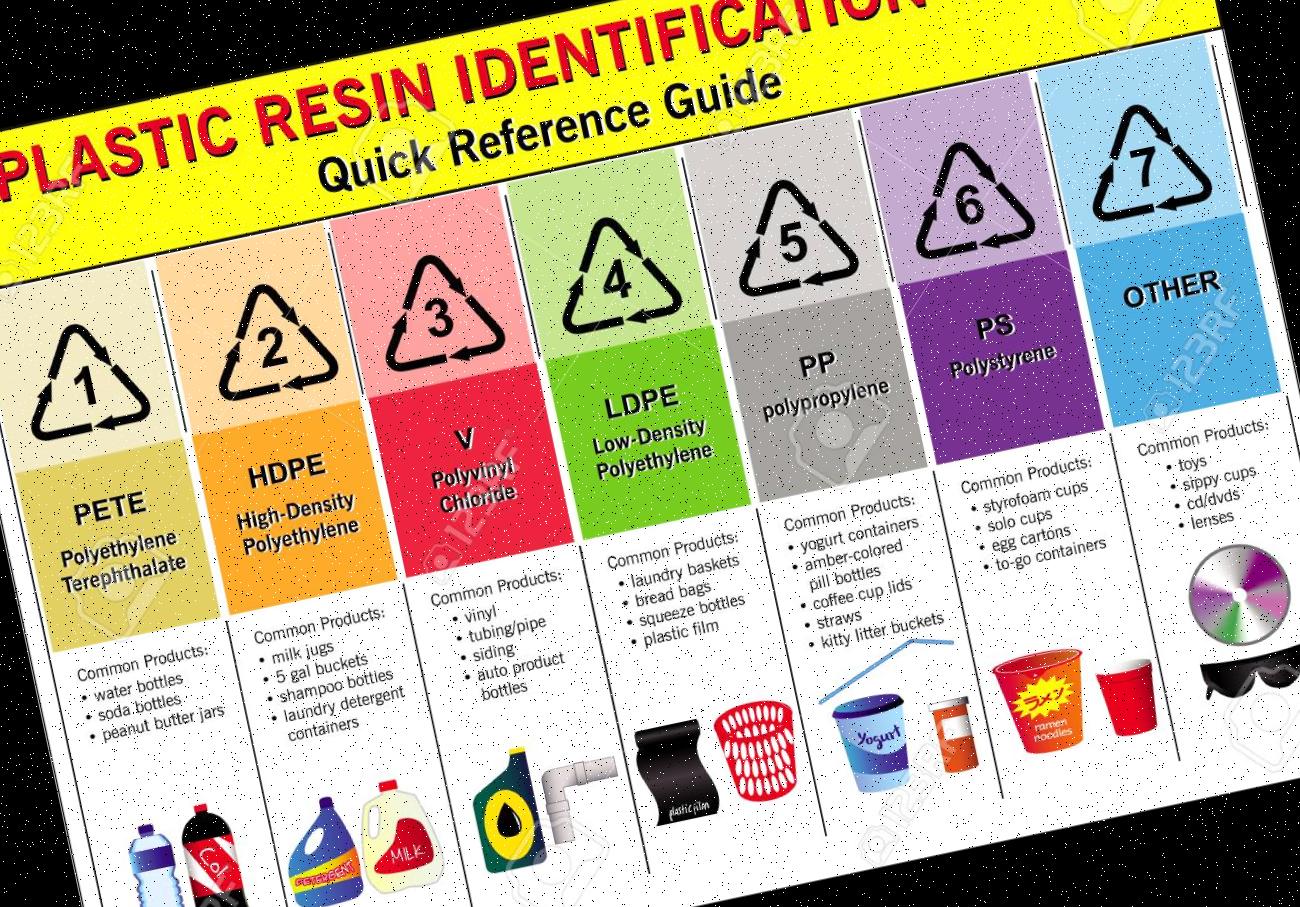 PLASTIC RESIN IDENTIFICATION
Quick Reference Guide
1
PETE
Polyethylene
Terephthalate
Common Products:
• water bottles
• soda bottles
• peanut butter jars
2
HDPE
High-Density
Polyethylene
Common Products:
• milk jugs
• 5 gal buckets
• shampoo bottles
• laundry detergent
containers
DETERGENT
MILK
3
V
Polyvinyl
Chloride
Common Products:
• vinyl
• tubing/pipe
• siding
• auto product
bottles
4
LDPE
Low-Density
Polyethylene
Common Products:
• laundry baskets
• bread bags
• squeeze bottles
• plastic film
plastic film
5
PP
polypropylene
Common Products:
• yogurt containers
• amber-colored
pill bottles
• coffee cup lids
• straws
• kitty litter buckets
Yogurt
6
PS
Polystyrene
Common Products:
• styrofoam cups
• solo cups
• egg cartons
• to-go containers
ラーメン
ramen
noodles
7
OTHER
Common Products:
• toys
• sippy cups
• cd/dvds
• lenses
123RF